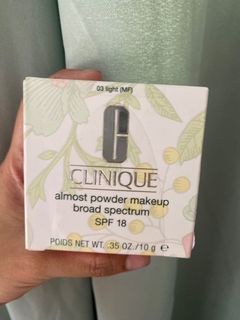 03 light (MF)
C
CLINIQUE
almost powder makeup
broad spectrum
SPF 18
POIDS NET WT. .35 OZ./10 g ℮